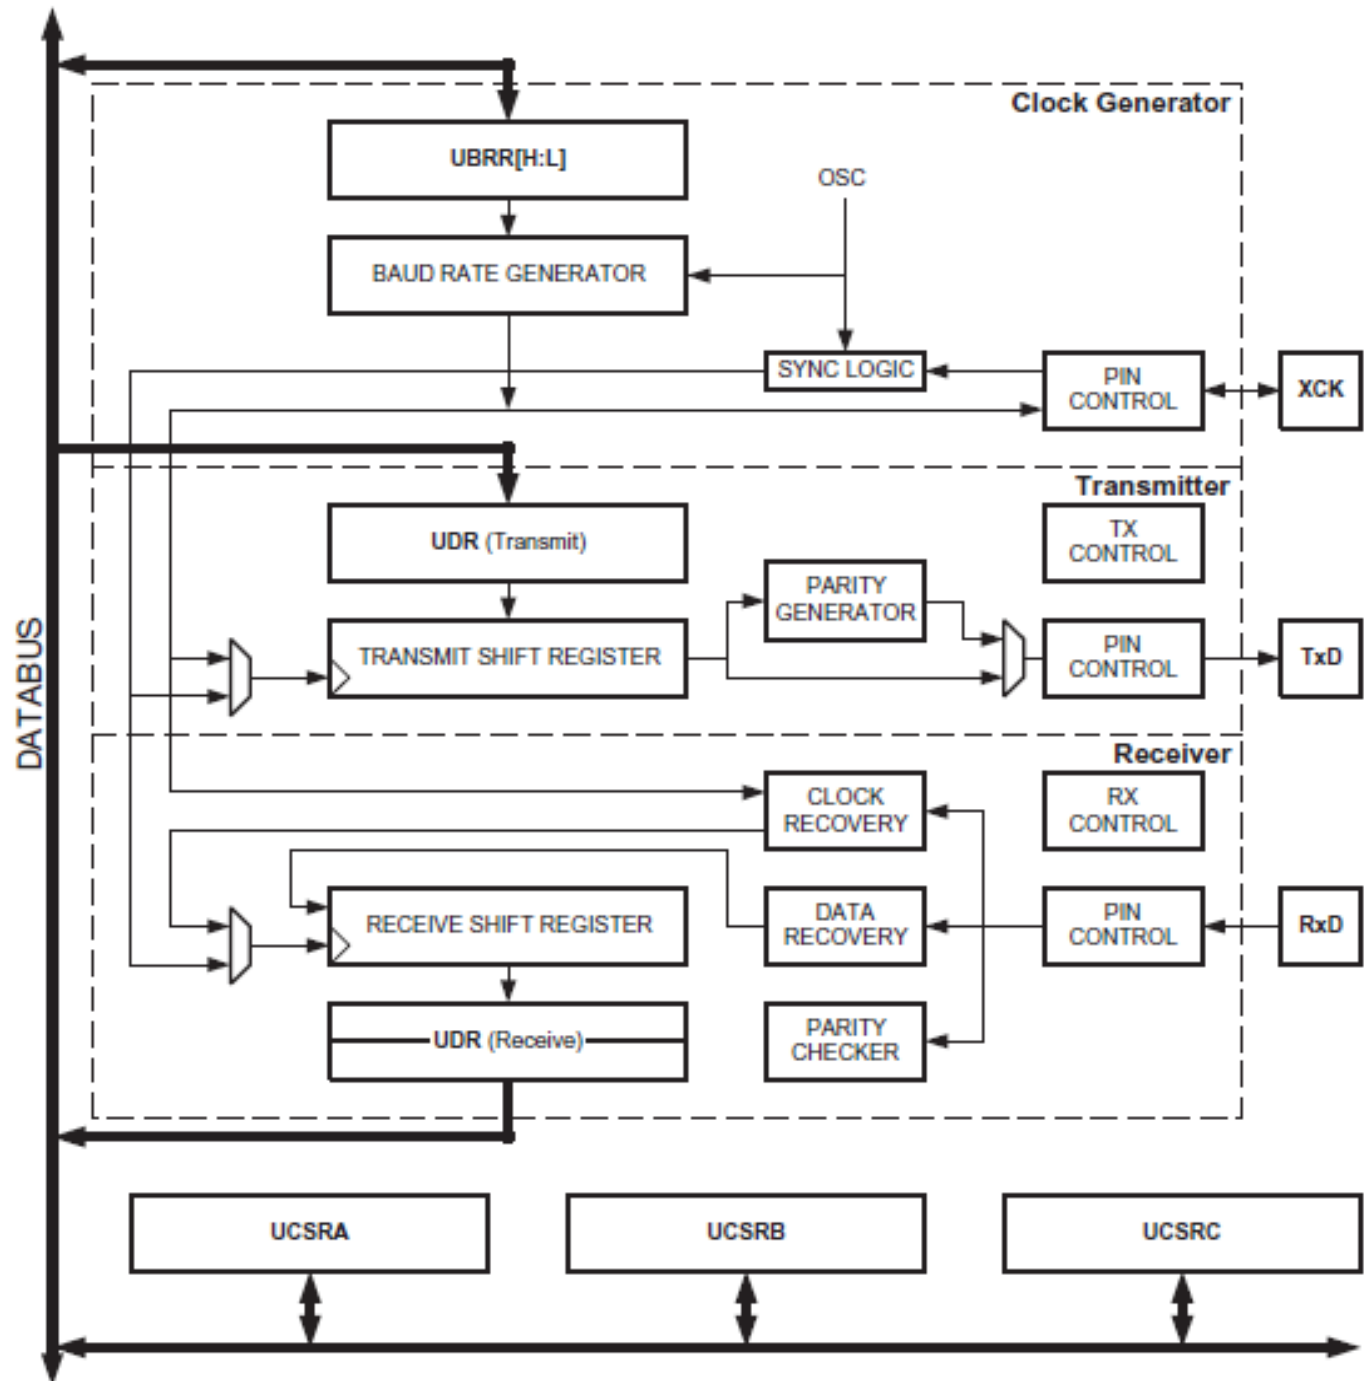 Clock Generator
UBRR[H:L]
OSC
BAUD RATE GENERATOR
SYNC LOGIC
PIN
CONTROL
XCK
Transmitter
UDR (Transmit)
TX
CONTROL
PARITY
GENERATOR
TRANSMIT SHIFT REGISTER
PIN
CONTROL
TxD
DATABUS
Receiver
CLOCK
RECOVERY
RX
CONTROL
RECEIVE SHIFT REGISTER
DATA
RECOVERY
PIN
CONTROL
RxD
UDR (Receive)
PARITY
CHECKER
UCSRA
UCSRB
UCSRC